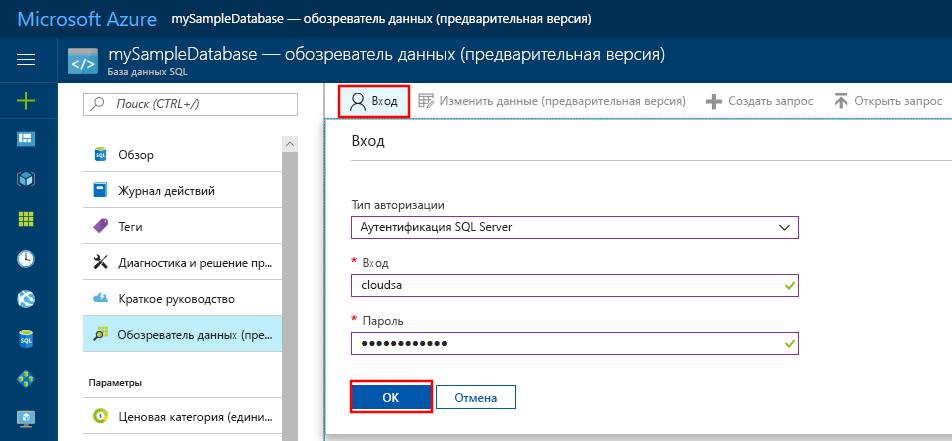 Microsoft Azure mySampleDatabase — обозреватель данных (предварительная версия)
mySampleDatabase — обозреватель данных (предварительная версия)
База данных SQL
Поиск (CTRL+/)
Обзор
Журнал действий
Теги
Диагностика и решение пр...
Краткое руководство
Обозреватель данных (пре...
Параметры
Ценовая категория (едини...
Вход Изменить данные (предварительная версия) Создать запрос Открыть запрос
Вход
Тип авторизации
Аутентификация SQL Server
* Вход
cloudsa
* Пароль
••••••••••••
ОК Отмена